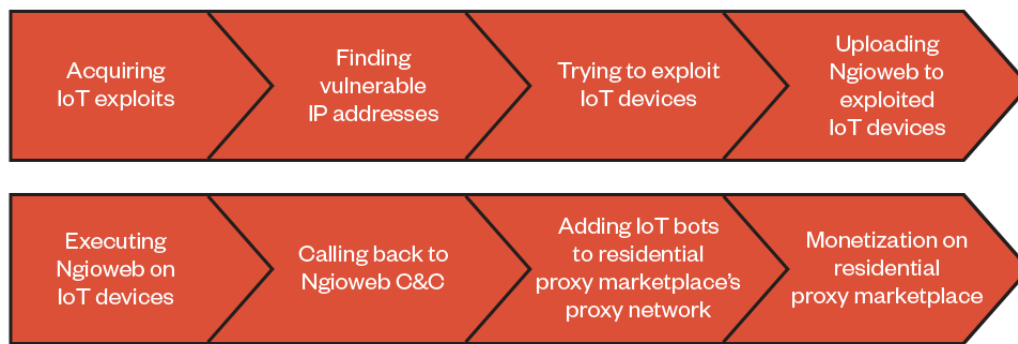 Acquiring
IoT exploits
Finding
vulnerable
IP addresses
Trying to exploit
IoT devices
Uploading
Ngioweb to
exploited
IoT devices
Executing
Ngioweb on
IoT devices
Calling back to
Ngioweb C&C
Adding IoT bots
to residential
proxy marketplace's
proxy network
Monetization on
residential
proxy marketplace